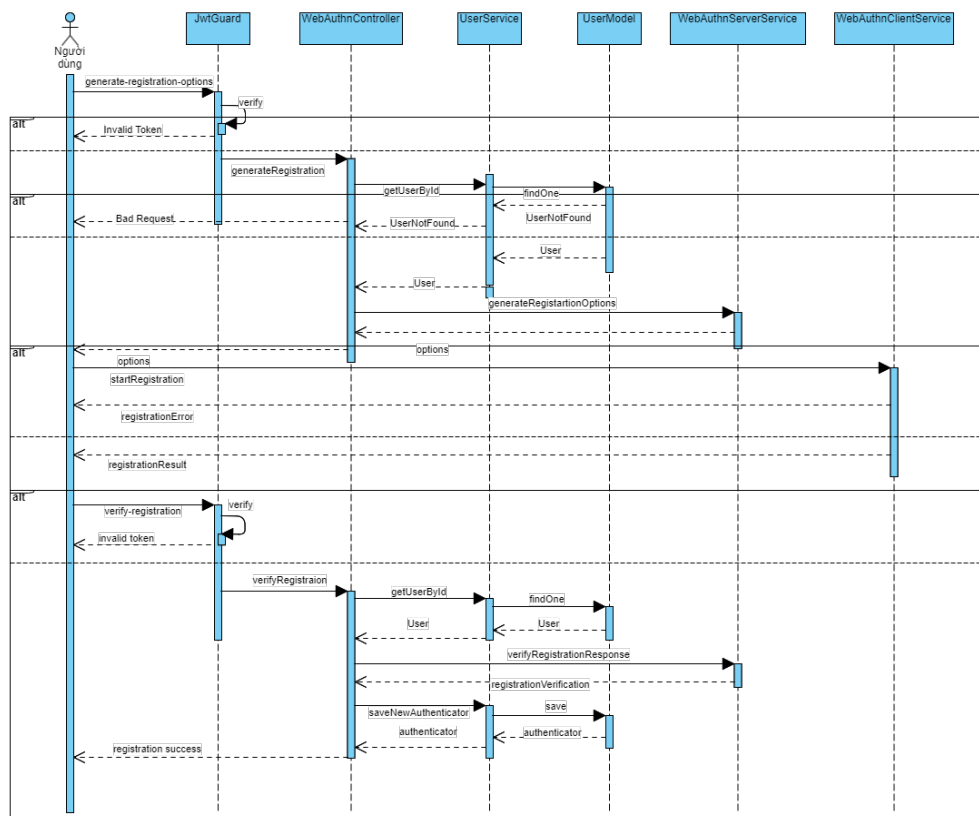 JwtGuard
WebAuthnController
UserService
UserModel
WebAuthnServerService
WebAuthnClientService
Người
dùng
generate-registration-options
verify
alt
Invalid Token
generateRegistration
getUserById
findOne
alt
Bad Request
UserNotFound
UserNotFound
User
User
generateRegistartionOptions
alt
options
options
startRegistration
registrationError
registrationResult
alt
verify-registration
verify
invalid token
verifyRegistraion
getUserById
findOne
User
User
verifyRegistrationResponse
registrationVerification
saveNewAuthenticator
save
authenticator
authenticator
registration success